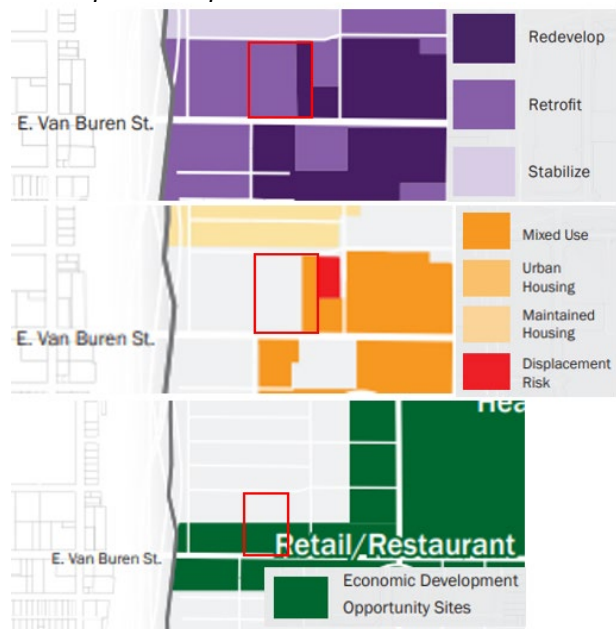 Redevelop
E. Van Buren St.
Retrofit
Stabilize
Mixed Use
Urban
Housing
E. Van Buren St.
Maintained
Housing
Displacement
Risk
Hea
Retail/Restaurant
E. Van Buren St.
Economic Development
Opportunity Sites